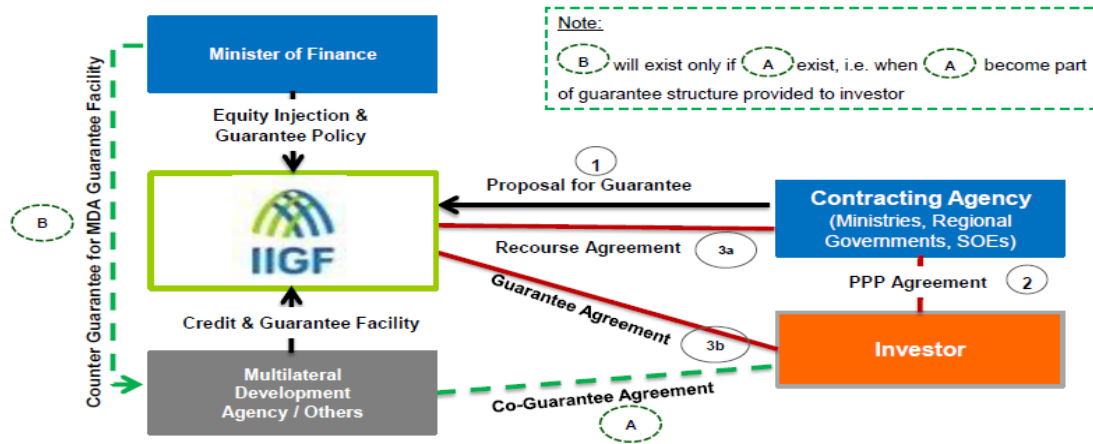 Minister of Finance
Note:
B will exist only if A exist, i.e. when A become part
of guarantee structure provided to investor
Counter Guarantee for MDA Guarantee Facility
B
Equity Injection &
Guarantee Policy
IIGF
1
Proposal for Guarantee
Contracting Agency
(Ministries, Regional
Governments, SOEs)
Recourse Agreement
3a
PPP Agreement
2
Guarantee Agreement
3b
Credit & Guarantee Facility
Investor
Multilateral
Development
Agency / Others
Co-Guarantee Agreement
A